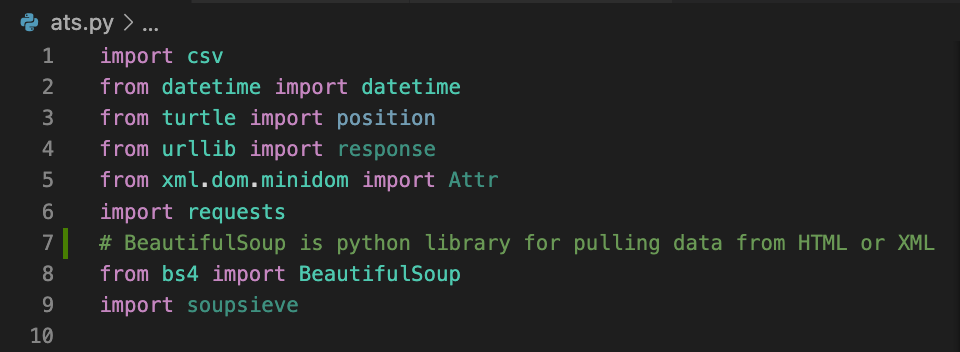 ats.py > ...
1 import csv
2 from datetime import datetime
3 from turtle import position
4 from urllib import response
5 from xml.dom.minidom import Attr
6 import requests
7 # BeautifulSoup is python library for pulling data from HTML or XML
8 from bs4 import BeautifulSoup
9 import soupsieve
10